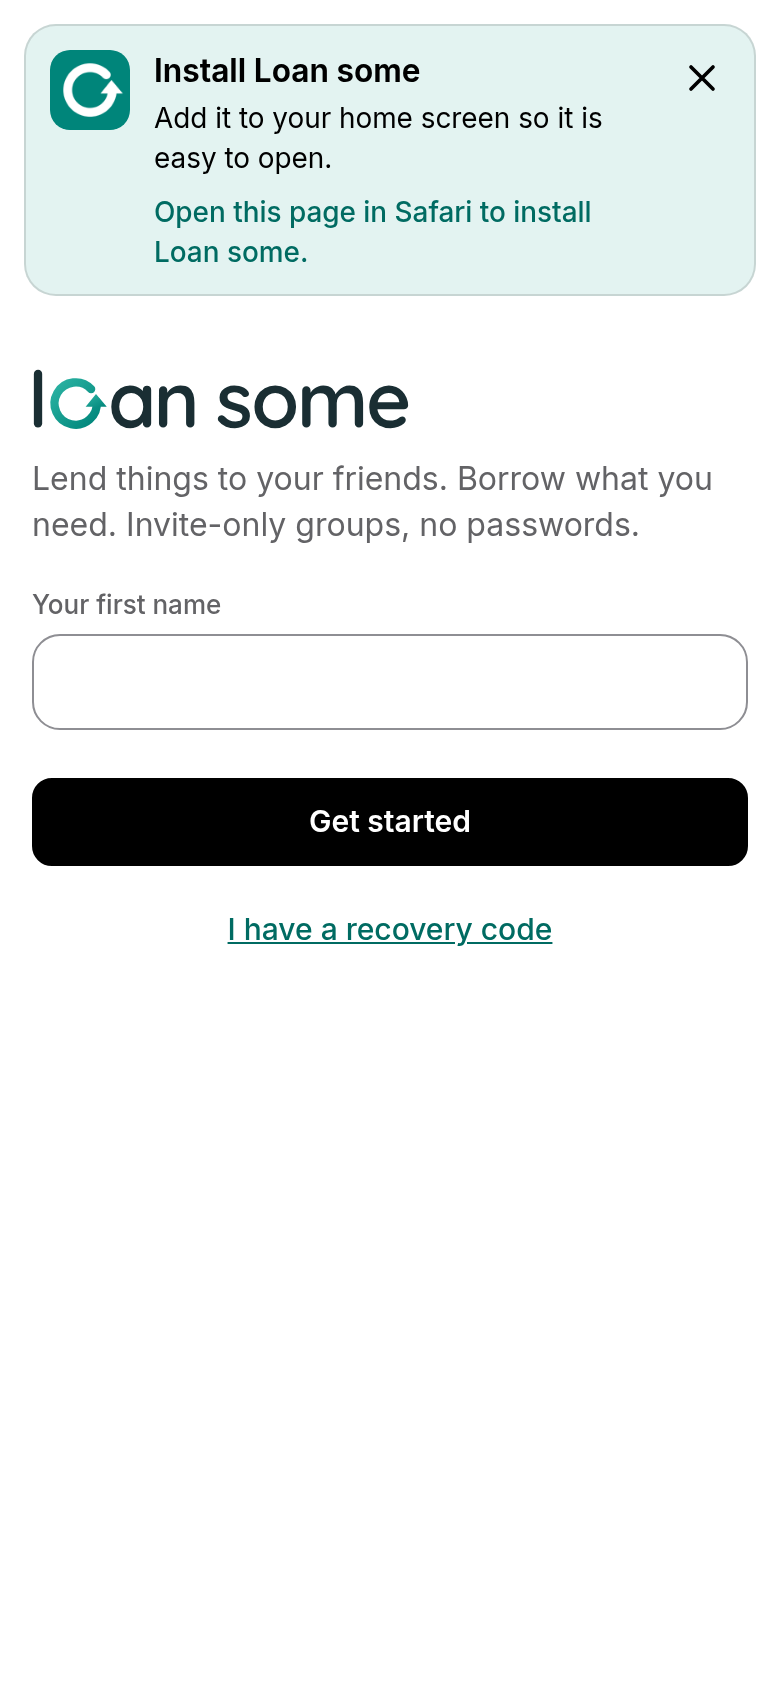 Install Loan some
Add it to your home screen so it is
easy to open.
Open this page in Safari to install
Loan some.
loan some
Lend things to your friends. Borrow what you
need. Invite-only groups, no passwords.
Your first name
Get started
I have a recovery code